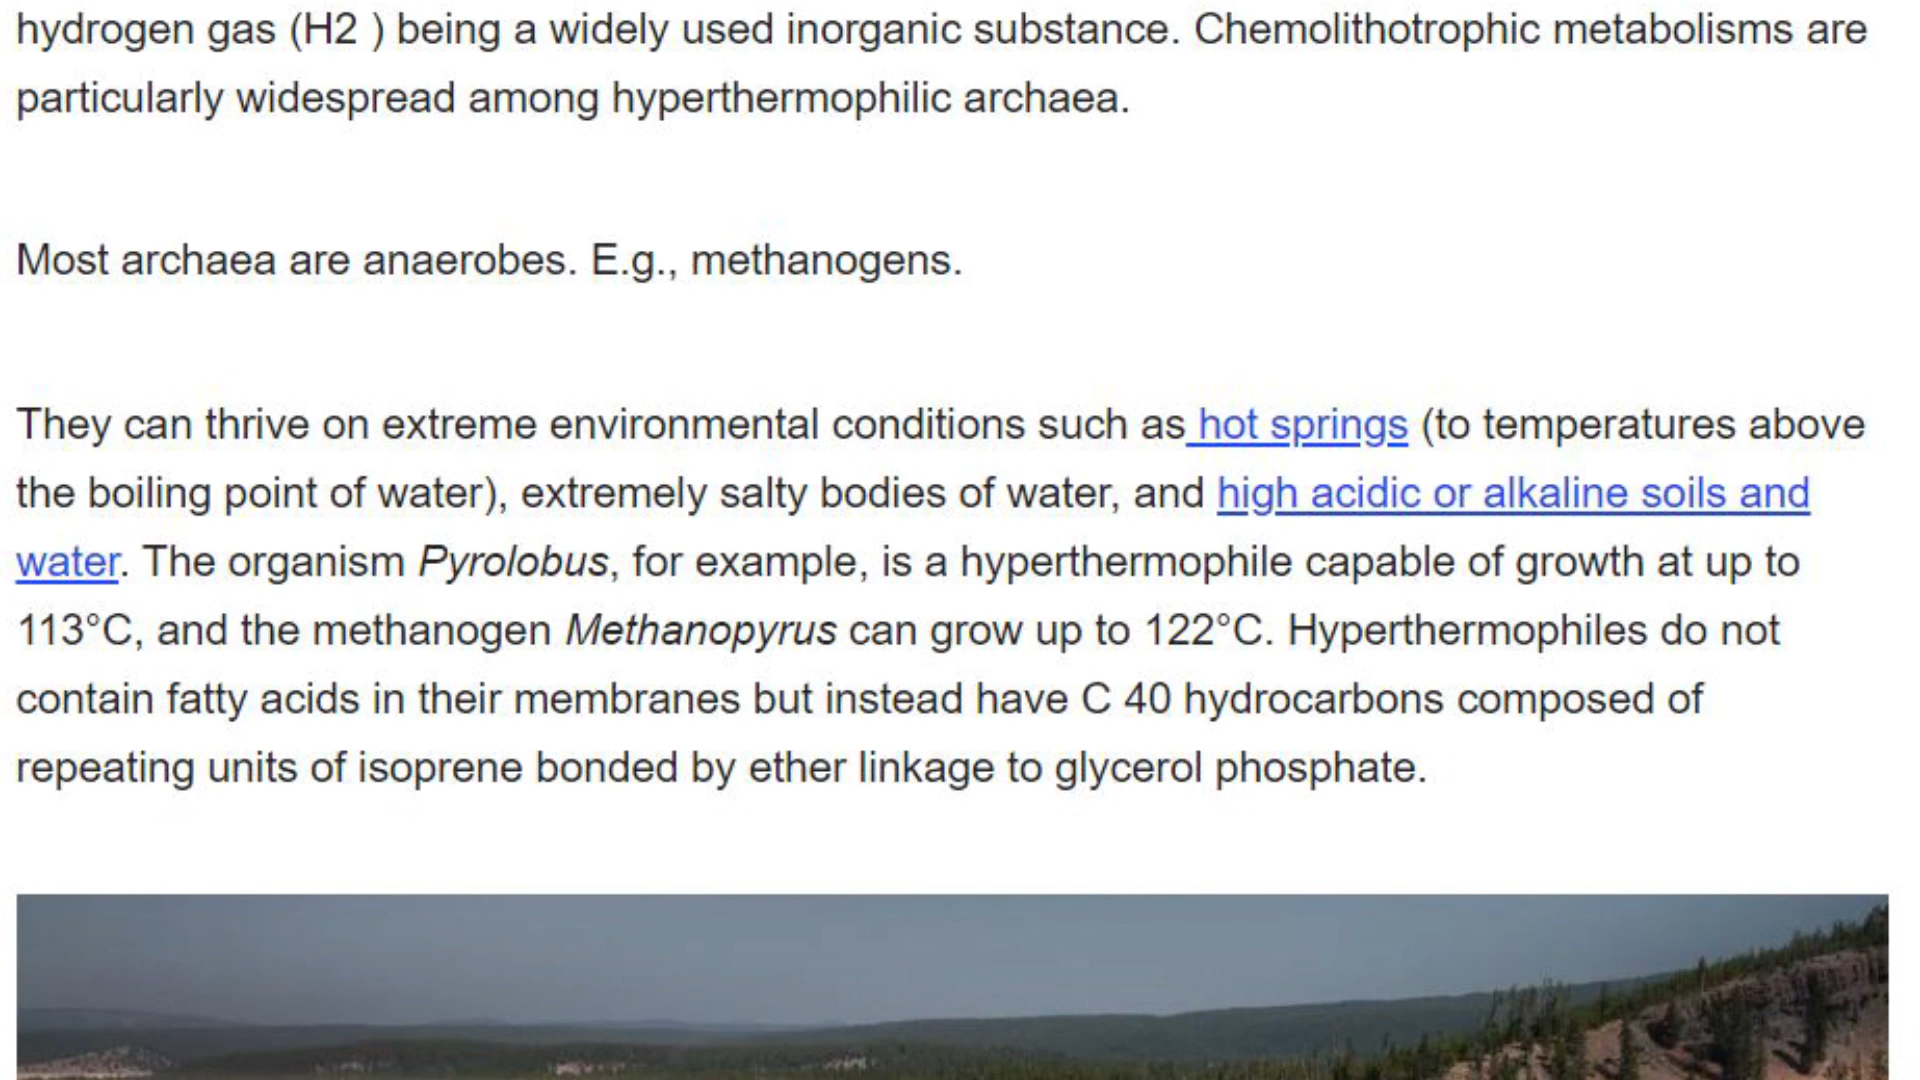 hydrogen gas (H2 ) being a widely used inorganic substance. Chemolithotrophic metabolisms are
particularly widespread among hyperthermophilic archaea.
Most archaea are anaerobes. E.g., methanogens.
They can thrive on extreme environmental conditions such as hot springs (to temperatures above
the boiling point of water), extremely salty bodies of water, and high acidic or alkaline soils and
water. The organism Pyrolobus, for example, is a hyperthermophile capable of growth at up to
113°C, and the methanogen Methanopyrus can grow up to 122°C. Hyperthermophiles do not
contain fatty acids in their membranes but instead have C 40 hydrocarbons composed of
repeating units of isoprene bonded by ether linkage to glycerol phosphate.